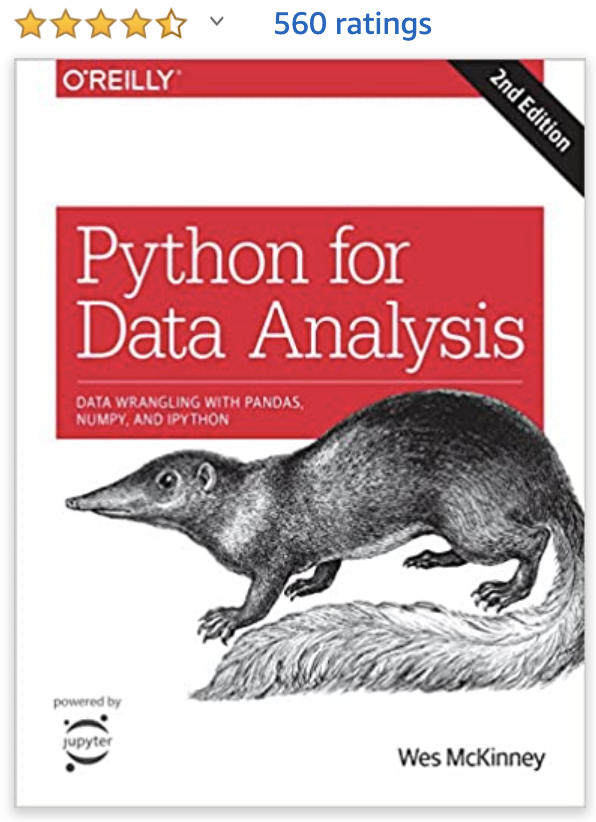 560 ratings
O'REILLY®
2nd Edition
Python for
Data Analysis
DATA WRANGLING WITH PANDAS,
NUMPY, AND IPYTHON
powered by
jupyter
Wes McKinney